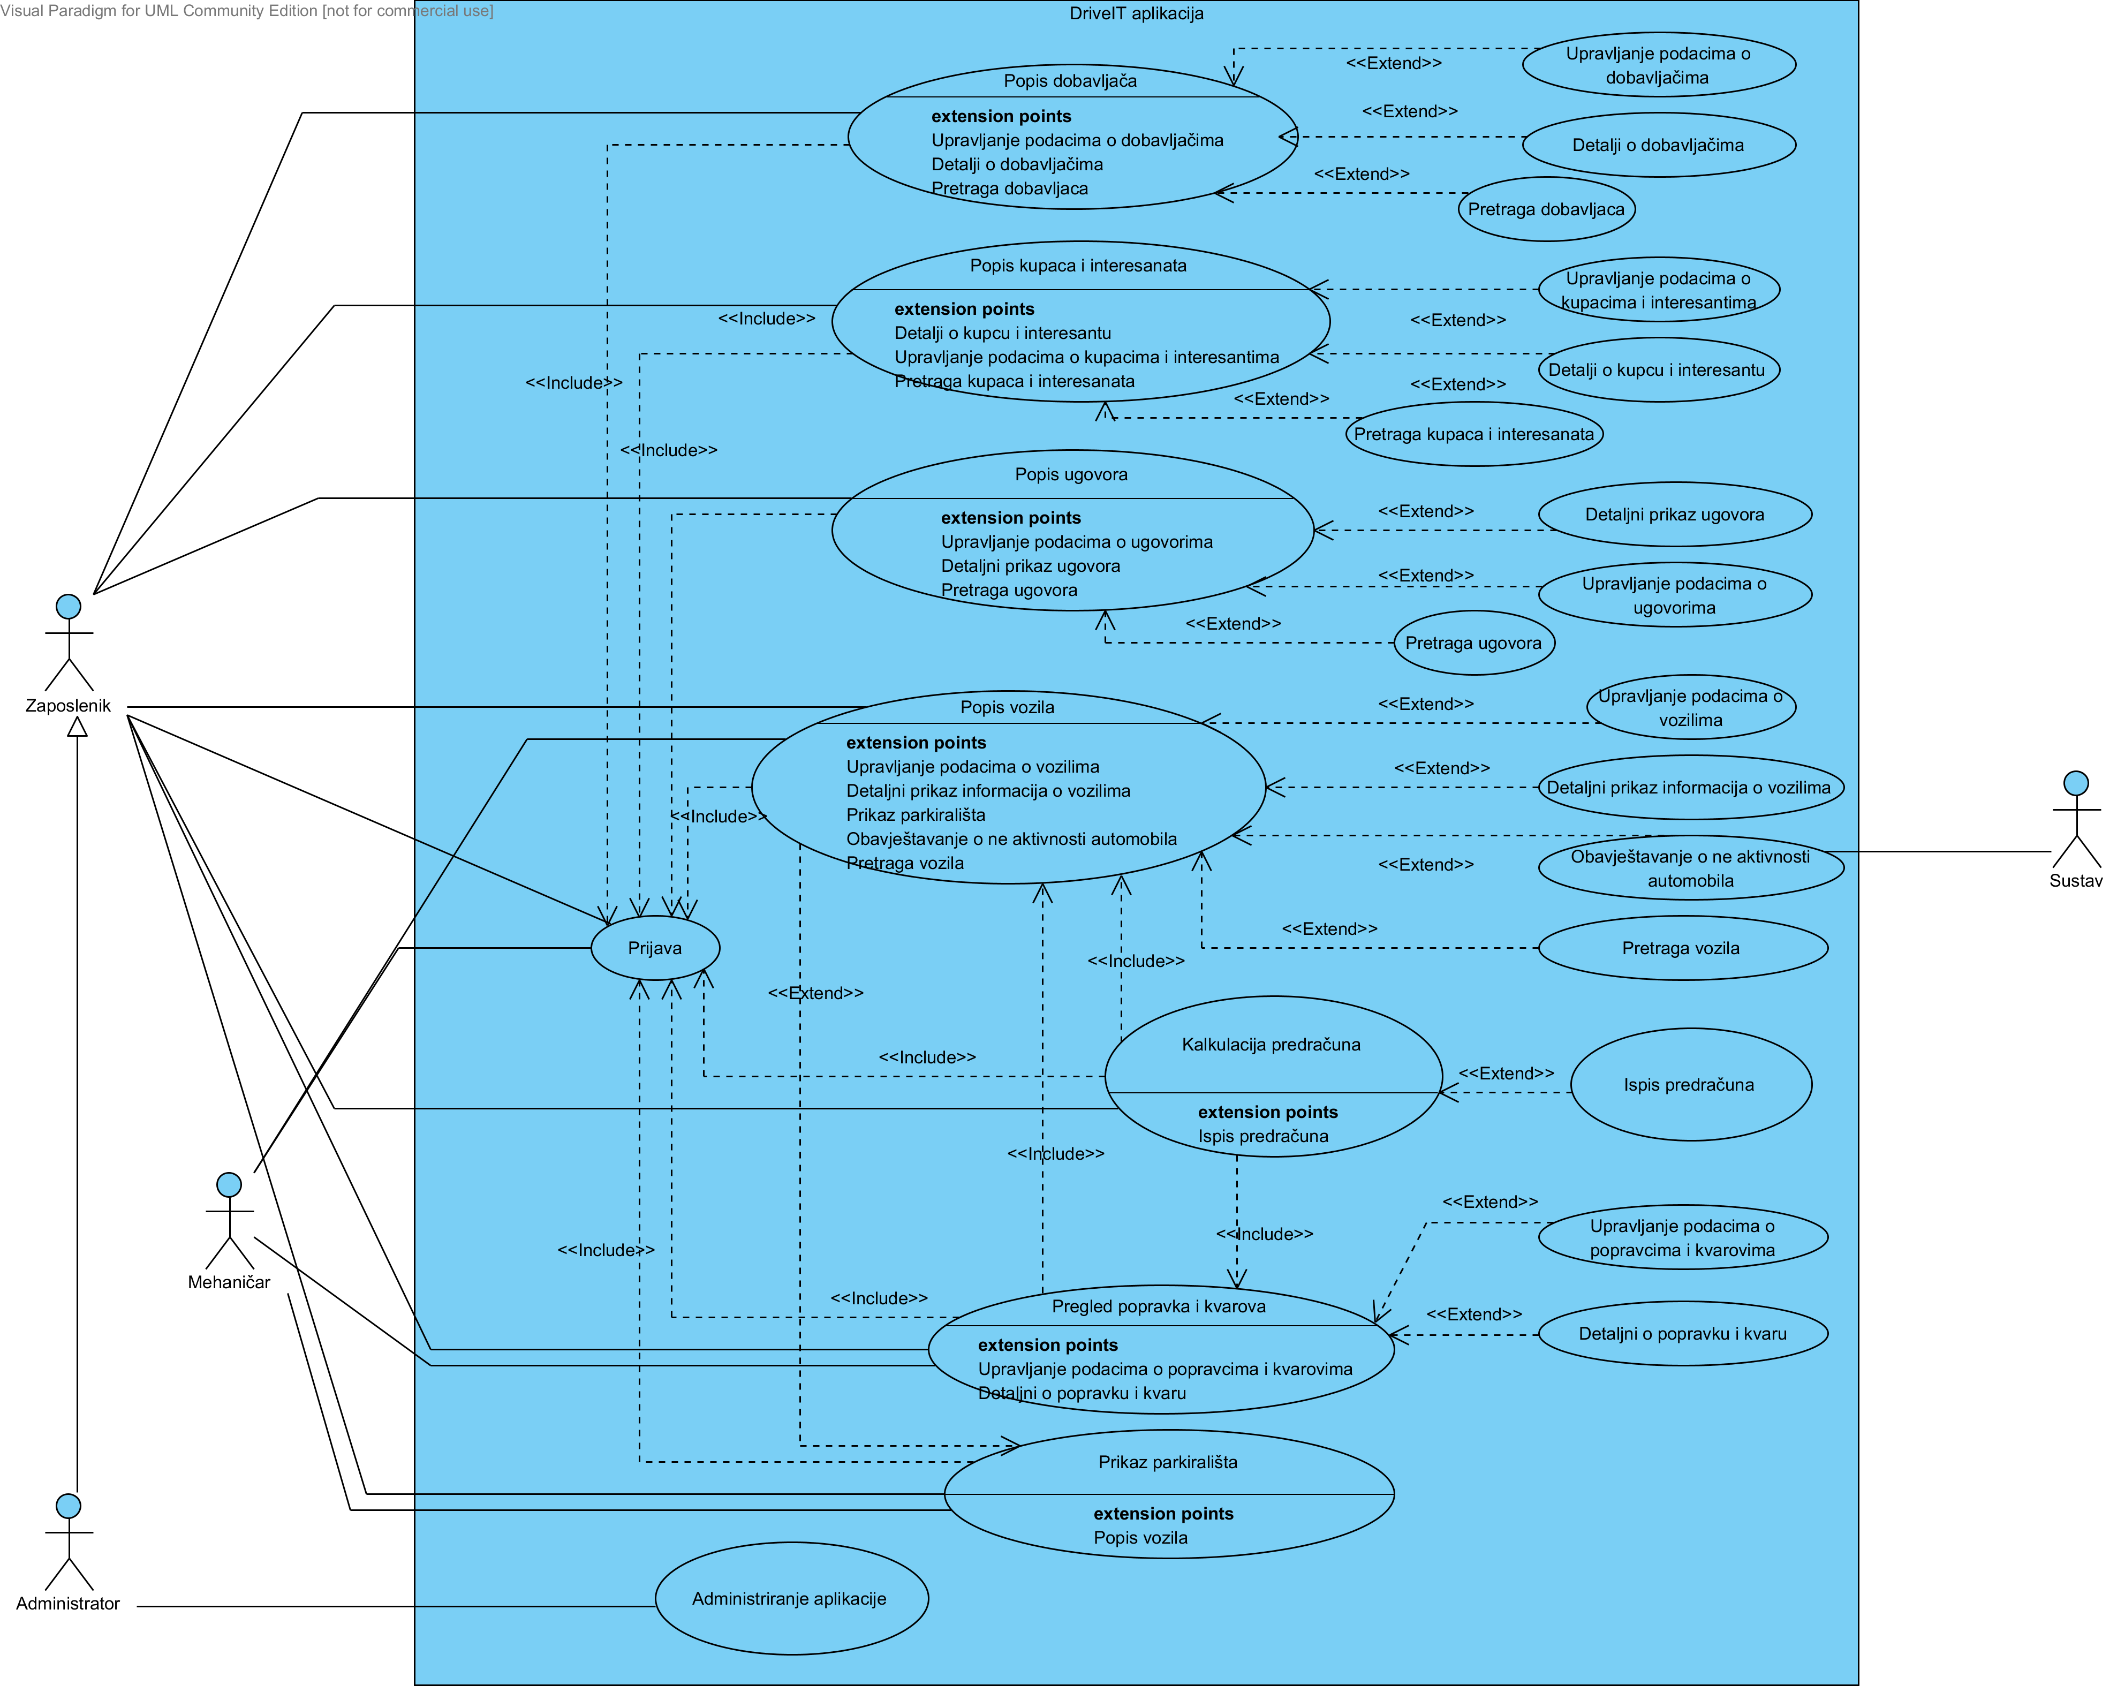 Visual Paradigm for UML Community Edition [not for commercial use]
DriveIT aplikacija
Popis dobavljača
extension points
Upravljanje podacima o dobavljačima
Detalji o dobavljačima
Pretraga dobavljaca
<<Extend>>
Upravljanje podacima o
dobavljačima
<<Extend>>
Detalji o dobavljačima
<<Extend>>
Pretraga dobavljaca
Popis kupaca i interesanata
extension points
Detalji o kupcu i interesantu
Upravljanje podacima o kupacima i interesantima
Pretraga kupaca i interesanata
<<Include>>
<<Include>>
<<Include>>
Upravljanje podacima o
kupacima i interesantima
<<Extend>>
Detalji o kupcu i interesantu
<<Extend>>
<<Extend>>
Pretraga kupaca i interesanata
Popis ugovora
extension points
Upravljanje podacima o ugovorima
Detaljni prikaz ugovora
Pretraga ugovora
<<Extend>>
Detaljni prikaz ugovora
<<Extend>>
Upravljanje podacima o
ugovorima
<<Extend>>
Pretraga ugovora
Zaposlenik
Popis vozila
extension points
Upravljanje podacima o vozilima
Detaljni prikaz informacija o vozilima
Prikaz parkirališta
Obavještavanje o ne aktivnosti automobila
Pretraga vozila
<<Include>>
<<Extend>>
Upravljanje podacima o
vozilima
<<Extend>>
Detaljni prikaz informacija o vozilima
<<Extend>>
Obavještavanje o ne aktivnosti
automobila
Sustav
<<Extend>>
Pretraga vozila
Prijava
<<Extend>>
<<Include>>
<<Include>>
Kalkulacija predračuna
extension points
Ispis predračuna
<<Extend>>
Ispis predračuna
<<Include>>
<<Include>>
<<Include>>
<<Include>>
Mehaničar
Pregled popravka i kvarova
extension points
Upravljanje podacima o popravcima i kvarovima
Detaljni o popravku i kvaru
<<Extend>>
Upravljanje podacima o
popravcima i kvarovima
<<Extend>>
Detaljni o popravku i kvaru
Prikaz parkirališta
extension points
Popis vozila
Administrator
Administriranje aplikacije